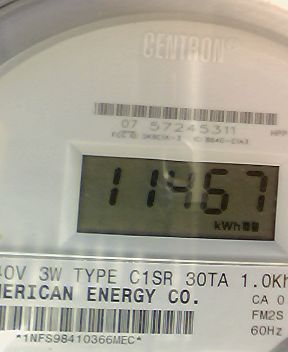 CENTRON®
07 57245311
11467
kWh
40V 3W TYPE C1SR 30TA 1.0Kh
MERICAN ENERGY CO.
CA 0
FM2S
60Hz
*1NFS98410366MEC*